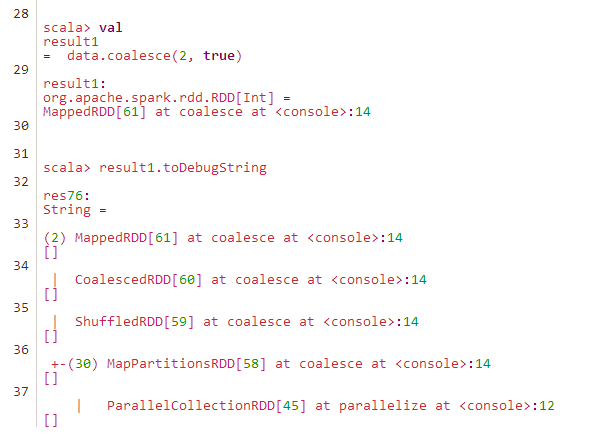 28
scala> val
result1
=  data.coalesce(2, true)
29
result1:
org.apache.spark.rdd.RDD[Int] =
MappedRDD[61] at coalesce at <console>:14
30
31
scala> result1.toDebugString
32
res76:
String =
33
(2) MappedRDD[61] at coalesce at <console>:14
[]
34
 |  CoalescedRDD[60] at coalesce at <console>:14
[]
35
 |  ShuffledRDD[59] at coalesce at <console>:14
[]
36
 +-(30) MapPartitionsRDD[58] at coalesce at <console>:14
[]
37
    |   ParallelCollectionRDD[45] at parallelize at <console>:12
[]